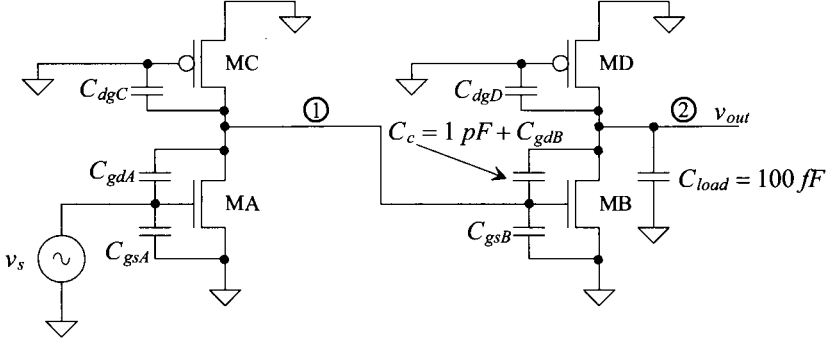 MC
MD
C_dgC
C_dgD
1
2
v_out
C_c = 1 pF + C_gdB
C_gdA
MA
MB
C_load = 100 fF
C_gsB
v_s
C_gsA